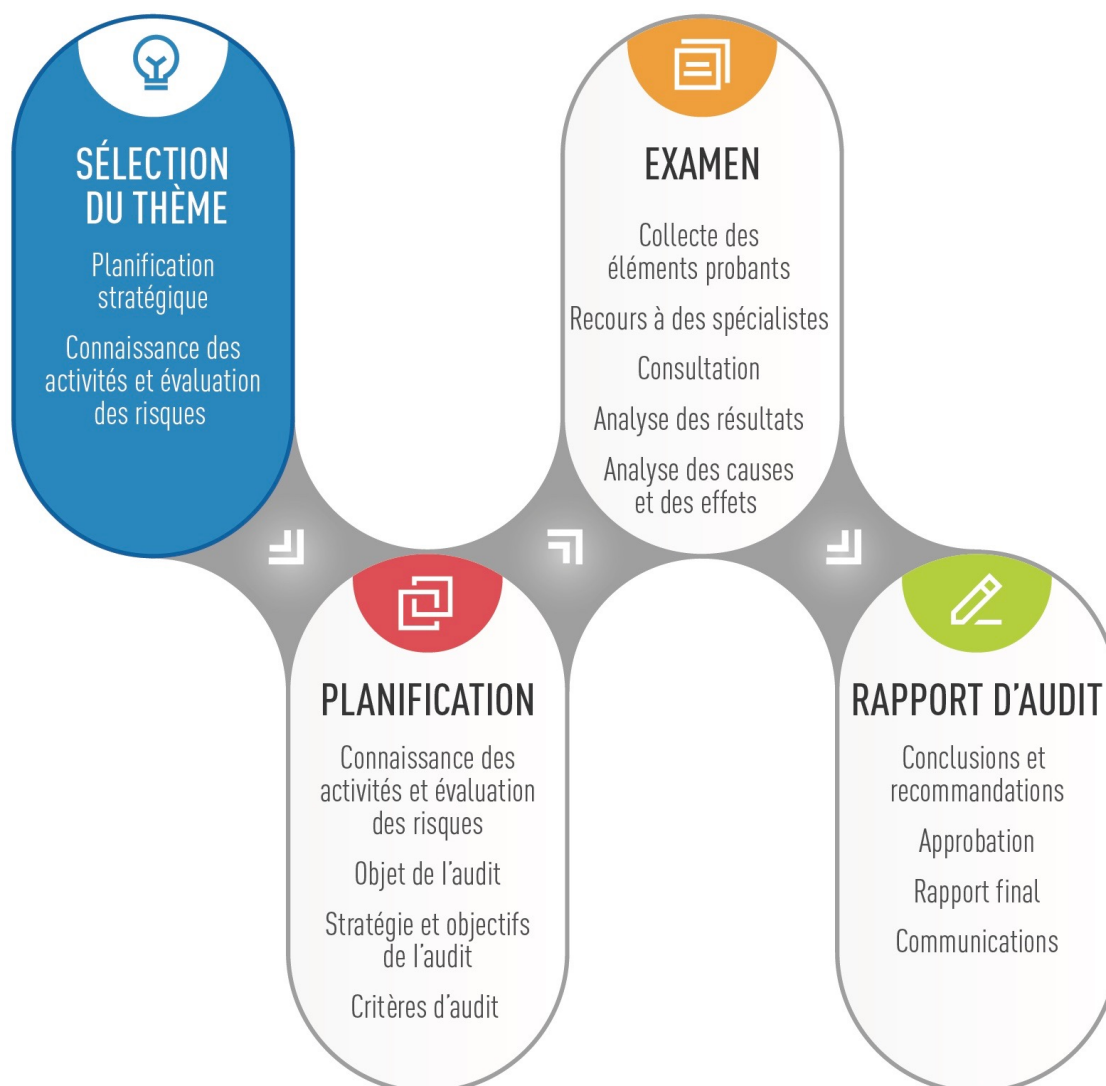 SÉLECTION
DU THÈME
Planification
stratégique
Connaissance des
activités et évaluation
des risques
PLANIFICATION
Connaissance des
activités et évaluation
des risques
Objet de l'audit
Stratégie et objectifs
de l'audit
Critères d'audit
EXAMEN
Collecte des
éléments probants
Recours à des spécialistes
Consultation
Analyse des résultats
Analyse des causes
et des effets
RAPPORT D'AUDIT
Conclusions et
recommandations
Approbation
Rapport final
Communications